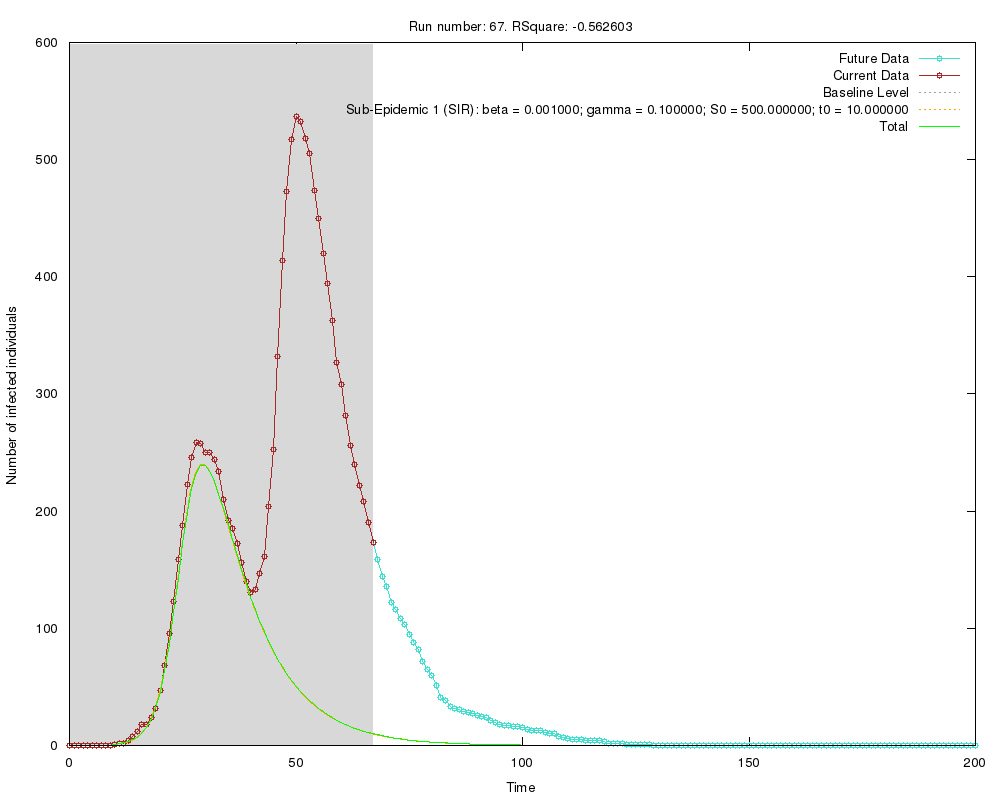 Run number: 67. RSquare: -0.562603
600
500
400
300
200
100
0
Number of infected individuals
Future Data
Current Data
Baseline Level
Sub-Epidemic 1 (SIR): beta = 0.001000; gamma = 0.100000; S0 = 500.000000; t0 = 10.000000
Total
0 50 100 150 200
Time